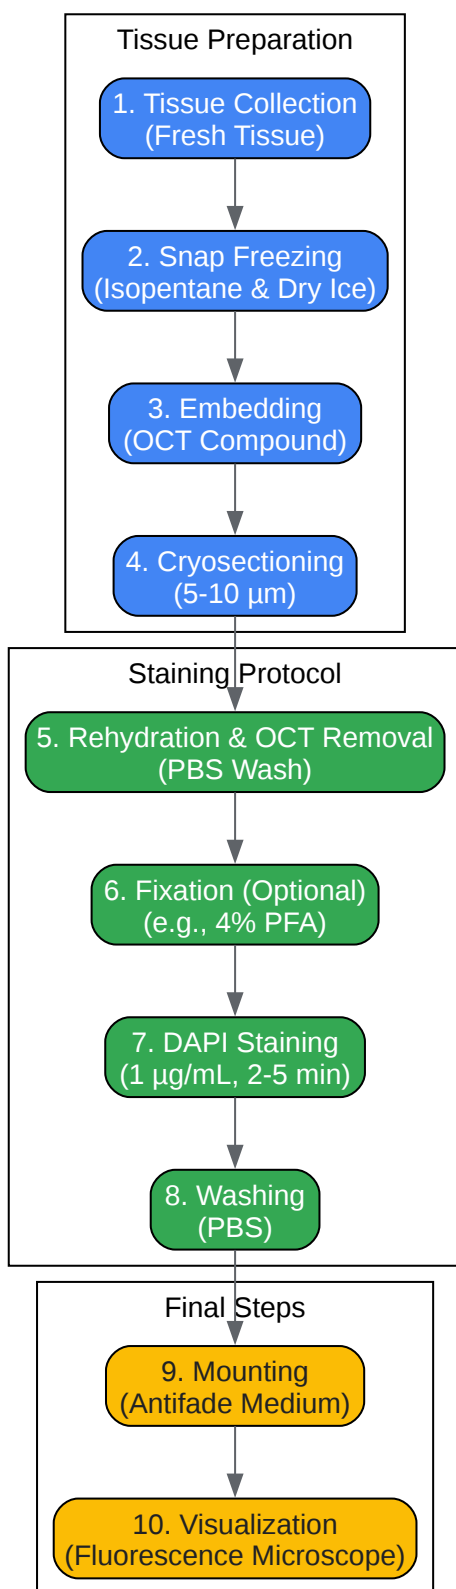 Tissue Preparation
1. Tissue Collection
(Fresh Tissue)
2. Snap Freezing
(Isopentane & Dry Ice)
3. Embedding
(OCT Compound)
4. Cryosectioning
(5-10 µm)
Staining Protocol
5. Rehydration & OCT Removal
(PBS Wash)
6. Fixation (Optional)
(e.g., 4% PFA)
7. DAPI Staining
(1 µg/mL, 2-5 min)
8. Washing
(PBS)
Final Steps
9. Mounting
(Antifade Medium)
10. Visualization
(Fluorescence Microscope)